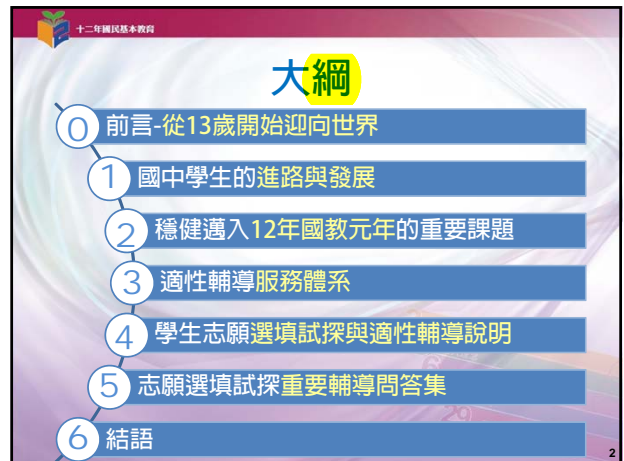 十二年國民基本教育
大綱
0 前言-從13歲開始迎向世界
1 國中學生的進路與發展
2 穩健邁入12年國教元年的重要課題
3 適性輔導服務體系
4 學生志願選填試探與適性輔導說明
5 志願選填試探重要輔導問答集
6 結語
2